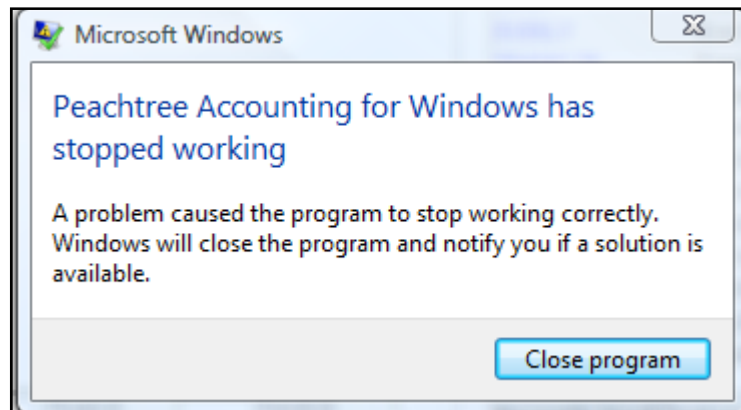 Microsoft Windows
Peachtree Accounting for Windows has
stopped working
A problem caused the program to stop working correctly.
Windows will close the program and notify you if a solution is
available.
Close program